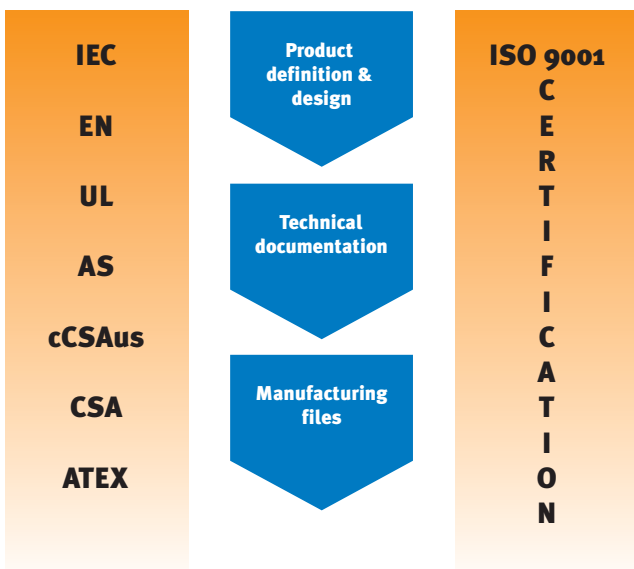 IEC
EN
UL
AS
cCSAus
CSA
ATEX
Product
definition &
design
Technical
documentation
Manufacturing
files
ISO 9001
C
E
R
T
I
F
I
C
A
T
I
O
N